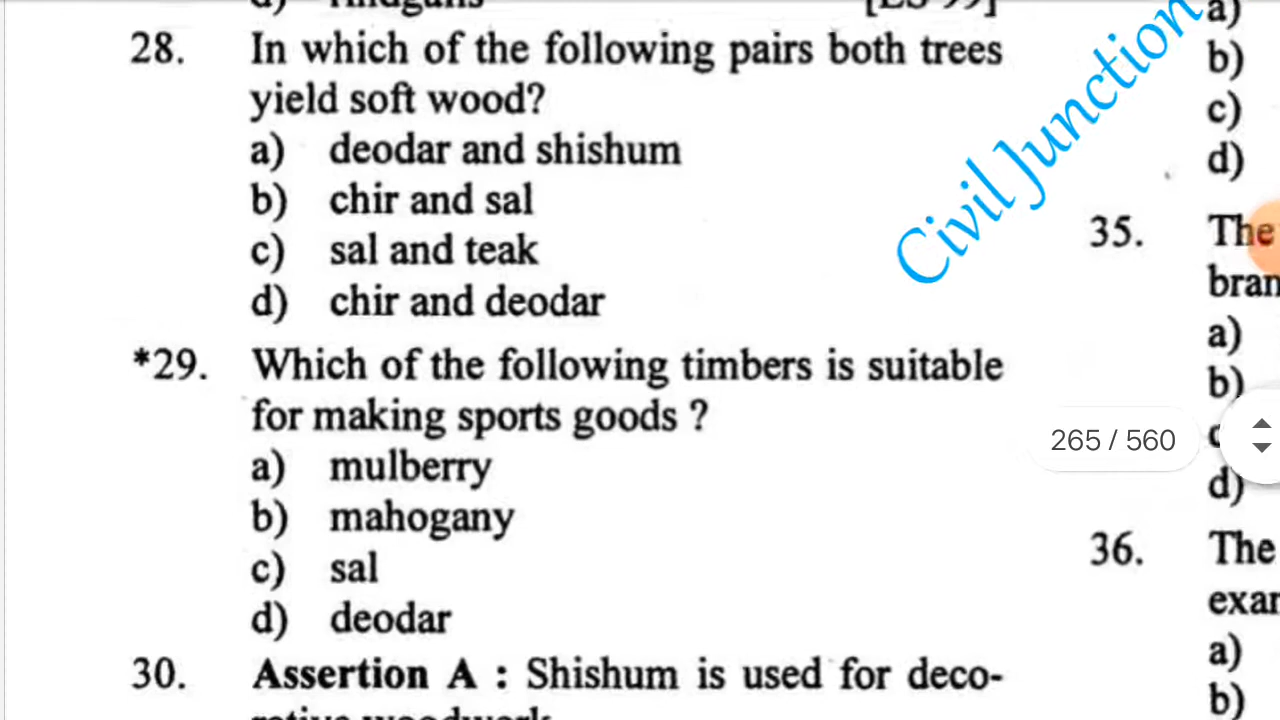 28. In which of the following pairs both trees
yield soft wood?
a) deodar and shishum
b) chir and sal
c) sal and teak
d) chir and deodar
*29. Which of the following timbers is suitable
for making sports goods ?
a) mulberry
b) mahogany
c) sal
d) deodar
30. Assertion A : Shishum is used for deco-
Civil Junction
a)
b)
c)
d)
35. The
bran
a)
b)
d)
265 / 560
36. The
exar
a)
b)